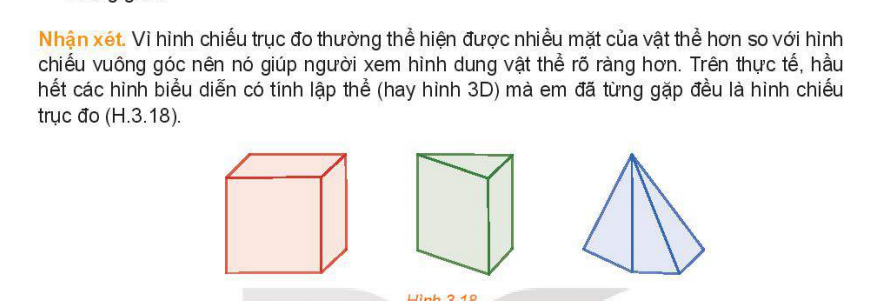 Nhận xét. Vì hình chiếu trục đo thường thể hiện được nhiều mặt của vật thể hơn so với hình
chiếu vuông góc nên nó giúp người xem hình dung vật thể rõ ràng hơn. Trên thực tế, hầu
hết các hình biểu diễn có tính lập thể (hay hình 3D) mà em đã từng gặp đều là hình chiếu
trục đo (H.3.18).
Hình 3.18